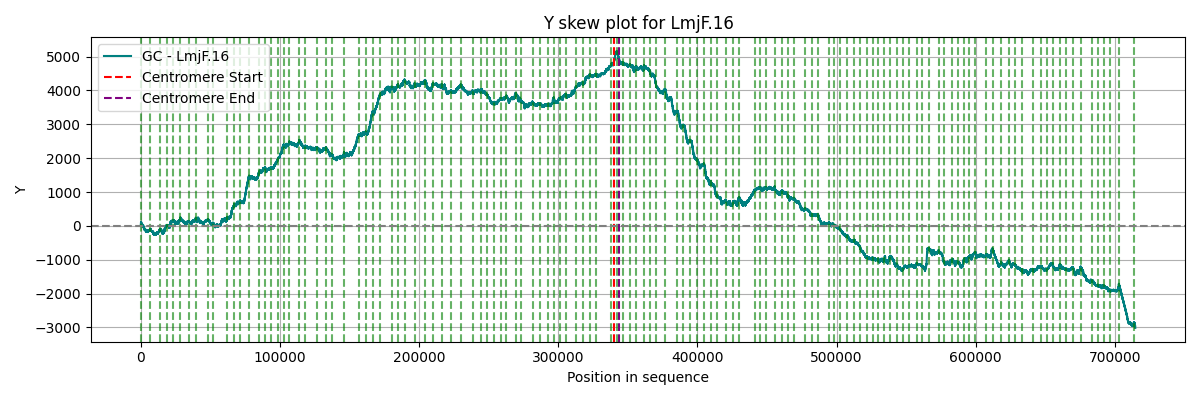 Y skew plot for LmjF.16
GC - LmjF.16
Centromere Start
Centromere End
5000
4000
3000
2000
1000
0
−1000
−2000
−3000
Y
0 100000 200000 300000 400000 500000 600000 700000
Position in sequence